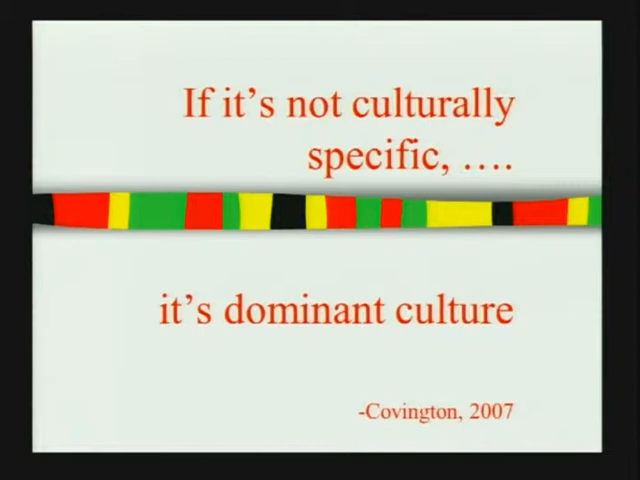 If it's not culturally
specific, ....
it's dominant culture
-Covington, 2007